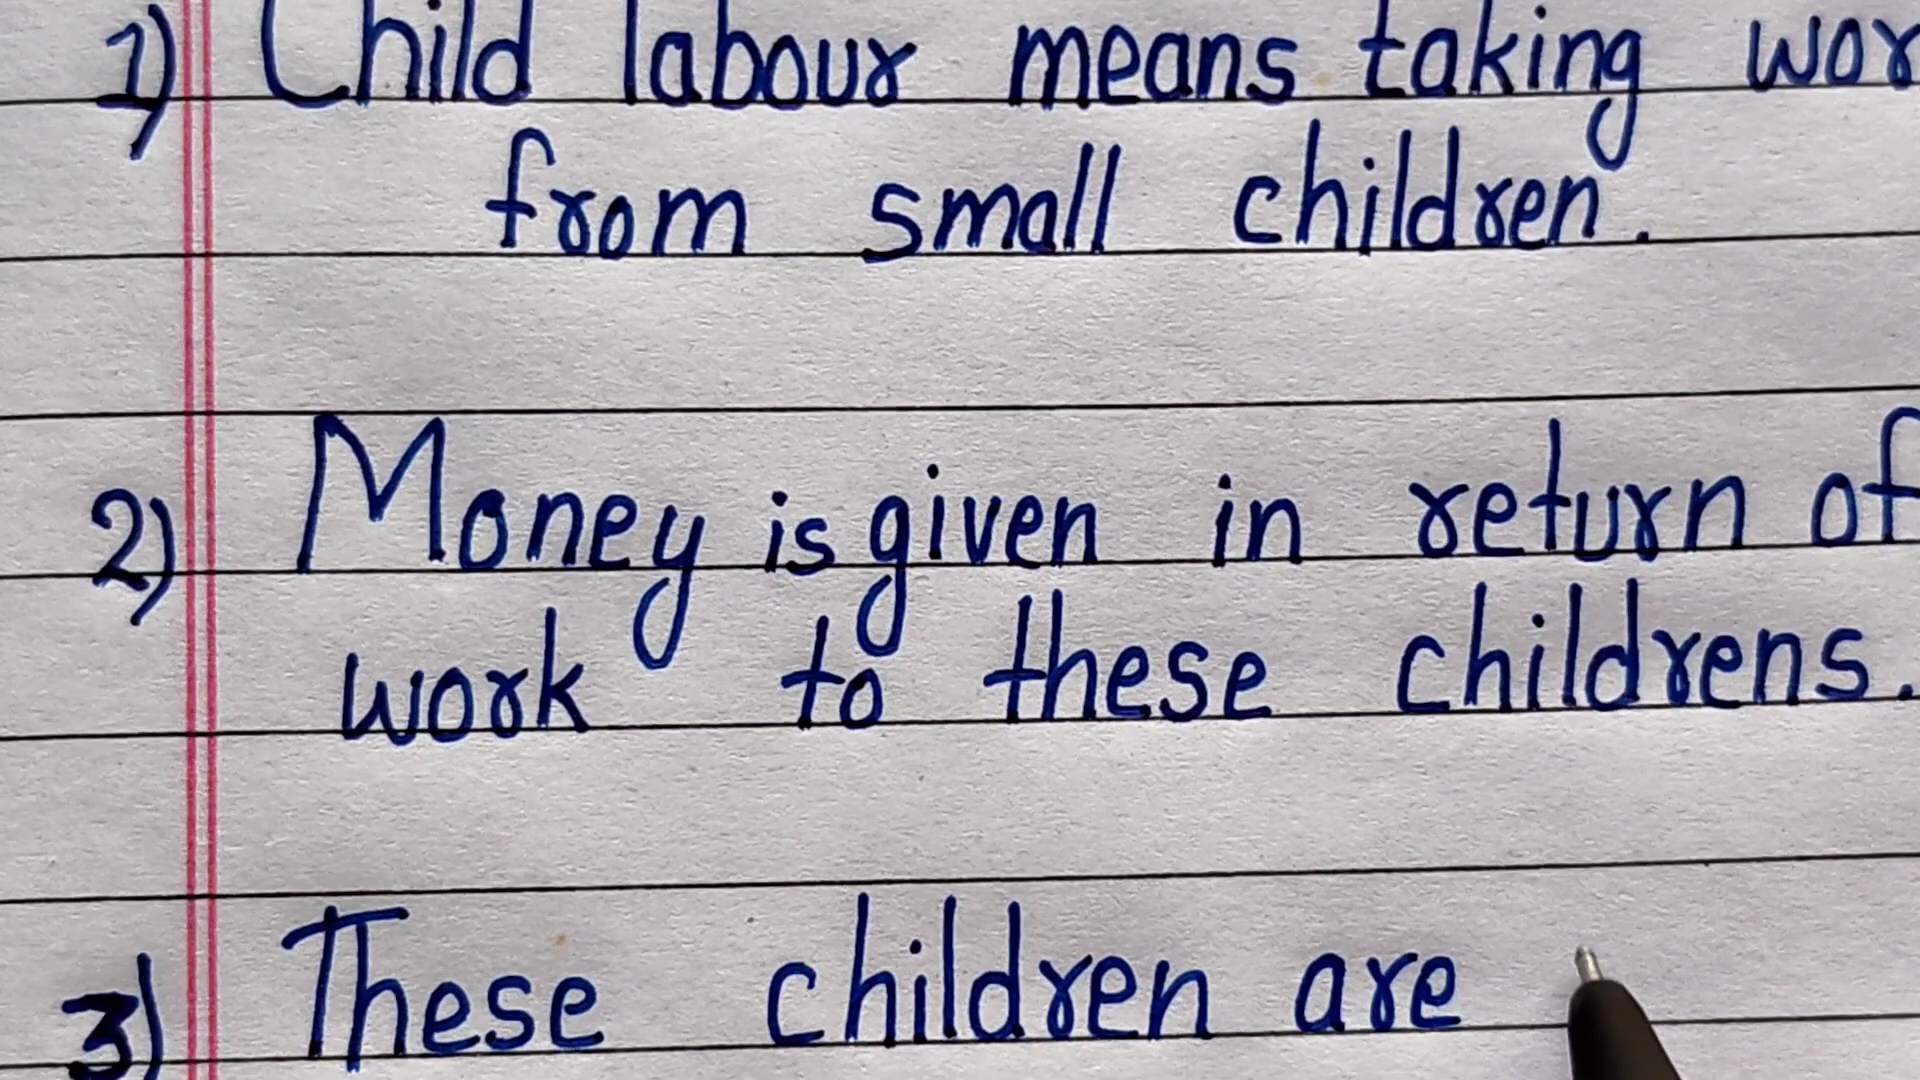 1) Child labour means taking wor
from small children.
2) Money is given in return of
work to these childrens.
3) These children are